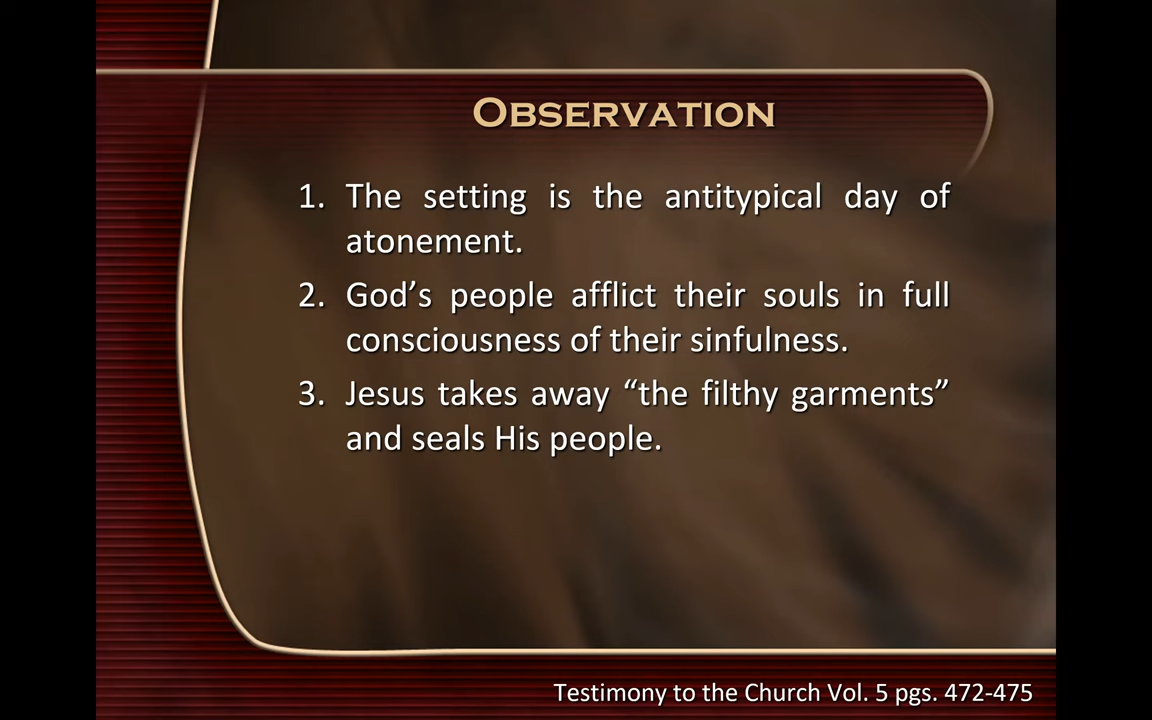 OBSERVATION
1. The setting is the antitypical day of
atonement.
2. God’s people afflict their souls in full
consciousness of their sinfulness.
3. Jesus takes away “the filthy garments”
and seals His people.
Testimony to the Church Vol. 5 pgs. 472-475